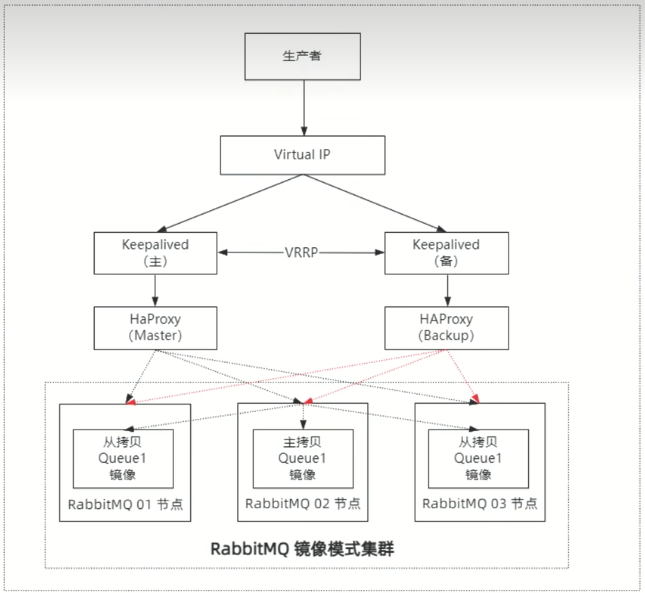 生产者
Virtual IP
Keepalived
（主）
VRRP
Keepalived
（备）
HaProxy
（Master）
HAProxy
（Backup）
从拷贝
Queue1
镜像
主拷贝
Queue1
镜像
从拷贝
Queue1
镜像
RabbitMQ 01 节点
RabbitMQ 02 节点
RabbitMQ 03 节点
RabbitMQ 镜像模式集群